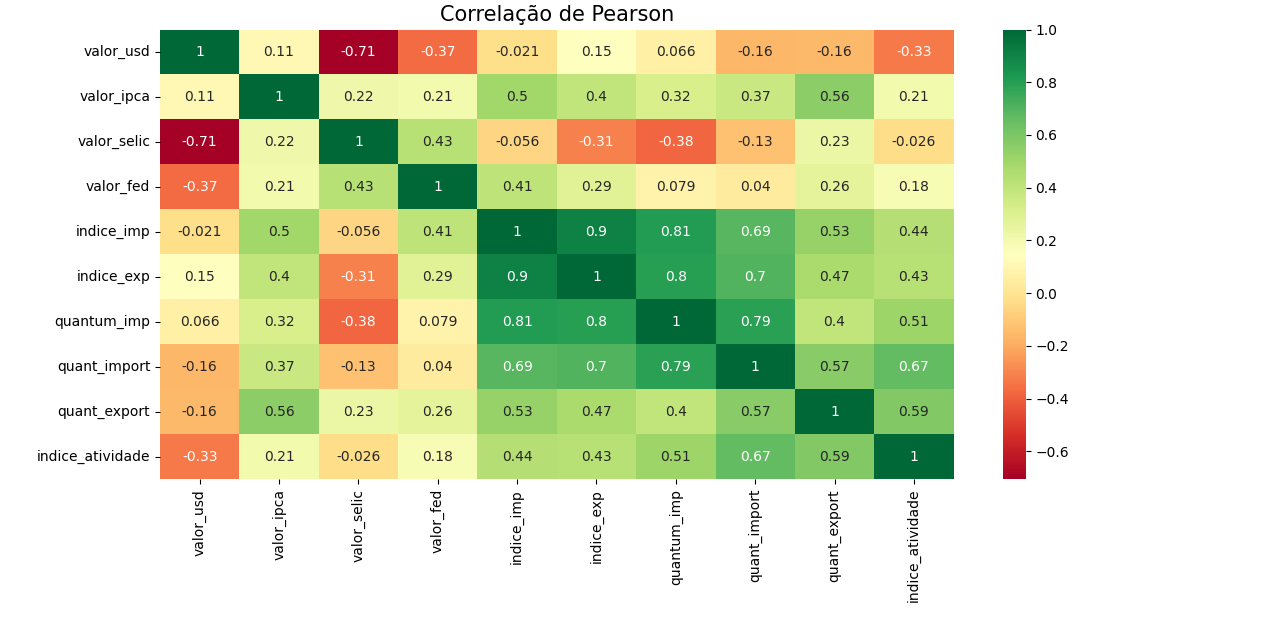 Correlação de Pearson
valor_usd 1 0.11 -0.71 -0.37 -0.021 0.15 0.066 -0.16 -0.16 -0.33
valor_ipca 0.11 1 0.22 0.21 0.5 0.4 0.32 0.37 0.56 0.21
valor_selic -0.71 0.22 1 0.43 -0.056 -0.31 -0.38 -0.13 0.23 -0.026
valor_fed -0.37 0.21 0.43 1 0.41 0.29 0.079 0.04 0.26 0.18
indice_imp -0.021 0.5 -0.056 0.41 1 0.9 0.81 0.69 0.53 0.44
indice_exp 0.15 0.4 -0.31 0.29 0.9 1 0.8 0.7 0.47 0.43
quantum_imp 0.066 0.32 -0.38 0.079 0.81 0.8 1 0.79 0.4 0.51
quant_import -0.16 0.37 -0.13 0.04 0.69 0.7 0.79 1 0.57 0.67
quant_export -0.16 0.56 0.23 0.26 0.53 0.47 0.4 0.57 1 0.59
indice_atividade -0.33 0.21 -0.026 0.18 0.44 0.43 0.51 0.67 0.59 1
valor_usd
valor_ipca
valor_selic
valor_fed
indice_imp
indice_exp
quantum_imp
quant_import
quant_export
indice_atividade
1.0
0.8
0.6
0.4
0.2
0.0
−0.2
−0.4
−0.6